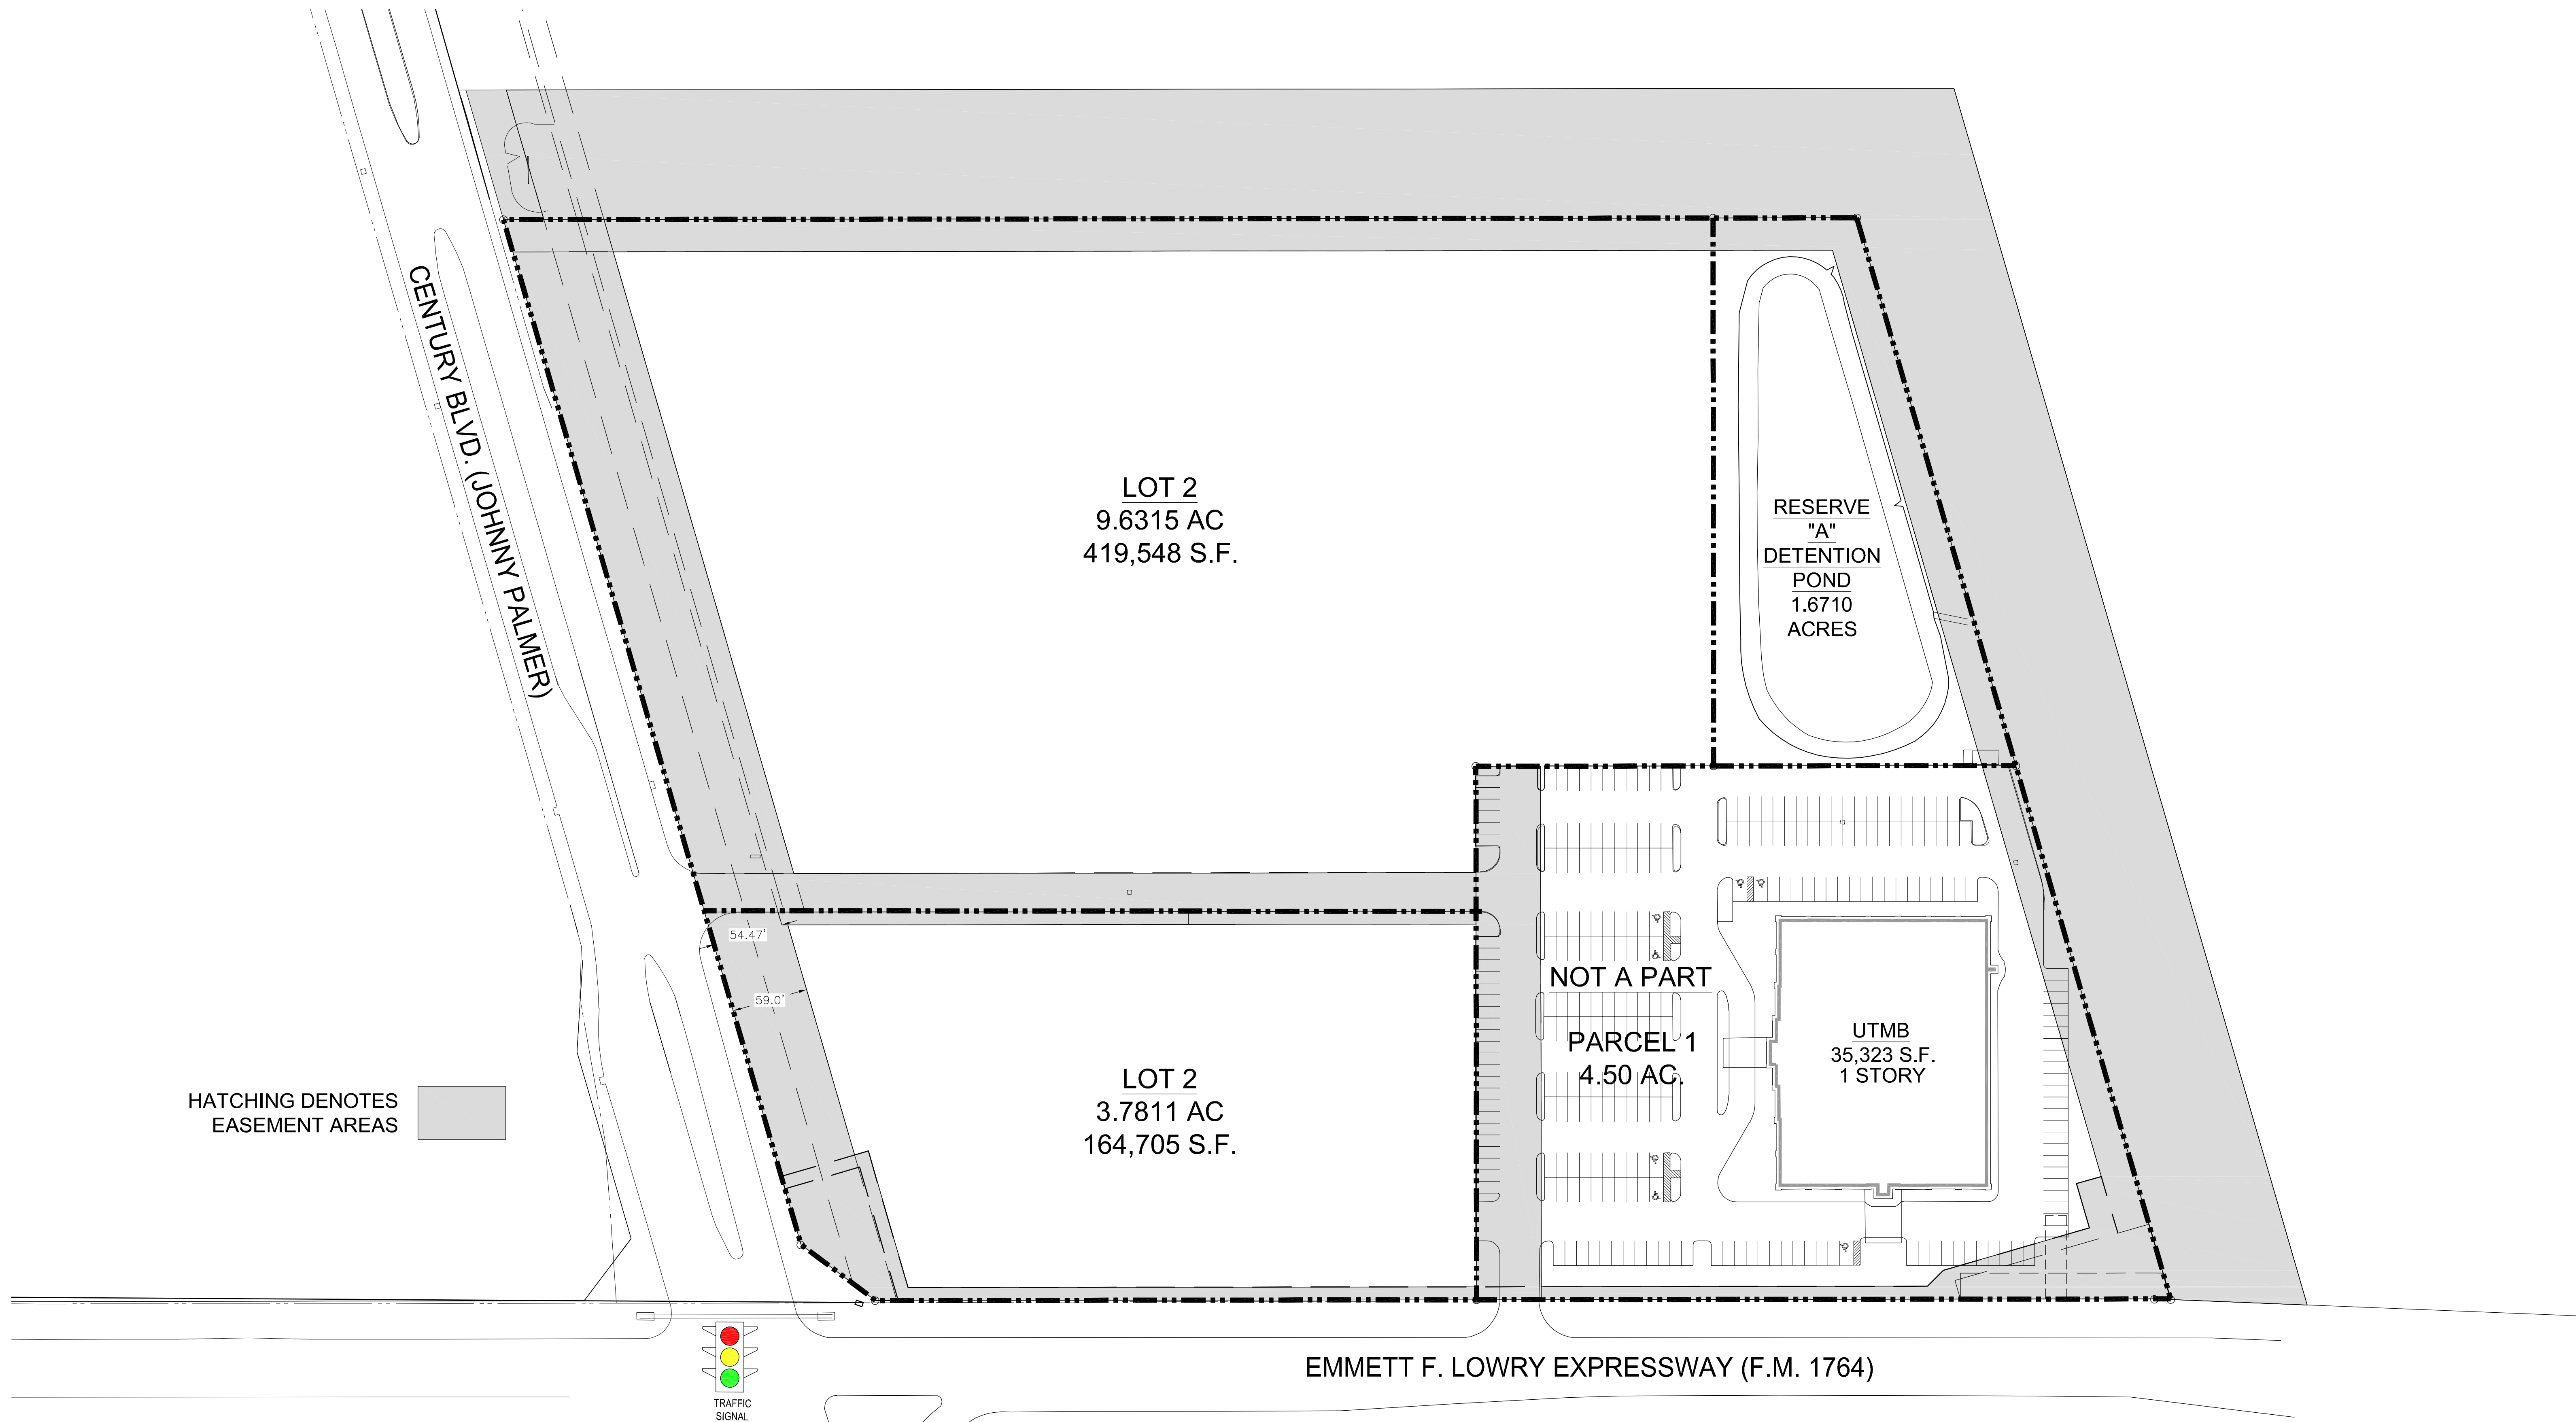 CENTURY BLVD. (JOHNNY PALMER)
LOT 2
9.6315 AC
419,548 S.F.
RESERVE
"A"
DETENTION
POND
1.6710
ACRES
54.47'
59.0'
NOT A PART
PARCEL 1
4.50 AC.
UTMB
35,323 S.F.
1 STORY
LOT 2
3.7811 AC
164,705 S.F.
HATCHING DENOTES
EASEMENT AREAS
EMMETT F. LOWRY EXPRESSWAY (F.M. 1764)
TRAFFIC
SIGNAL